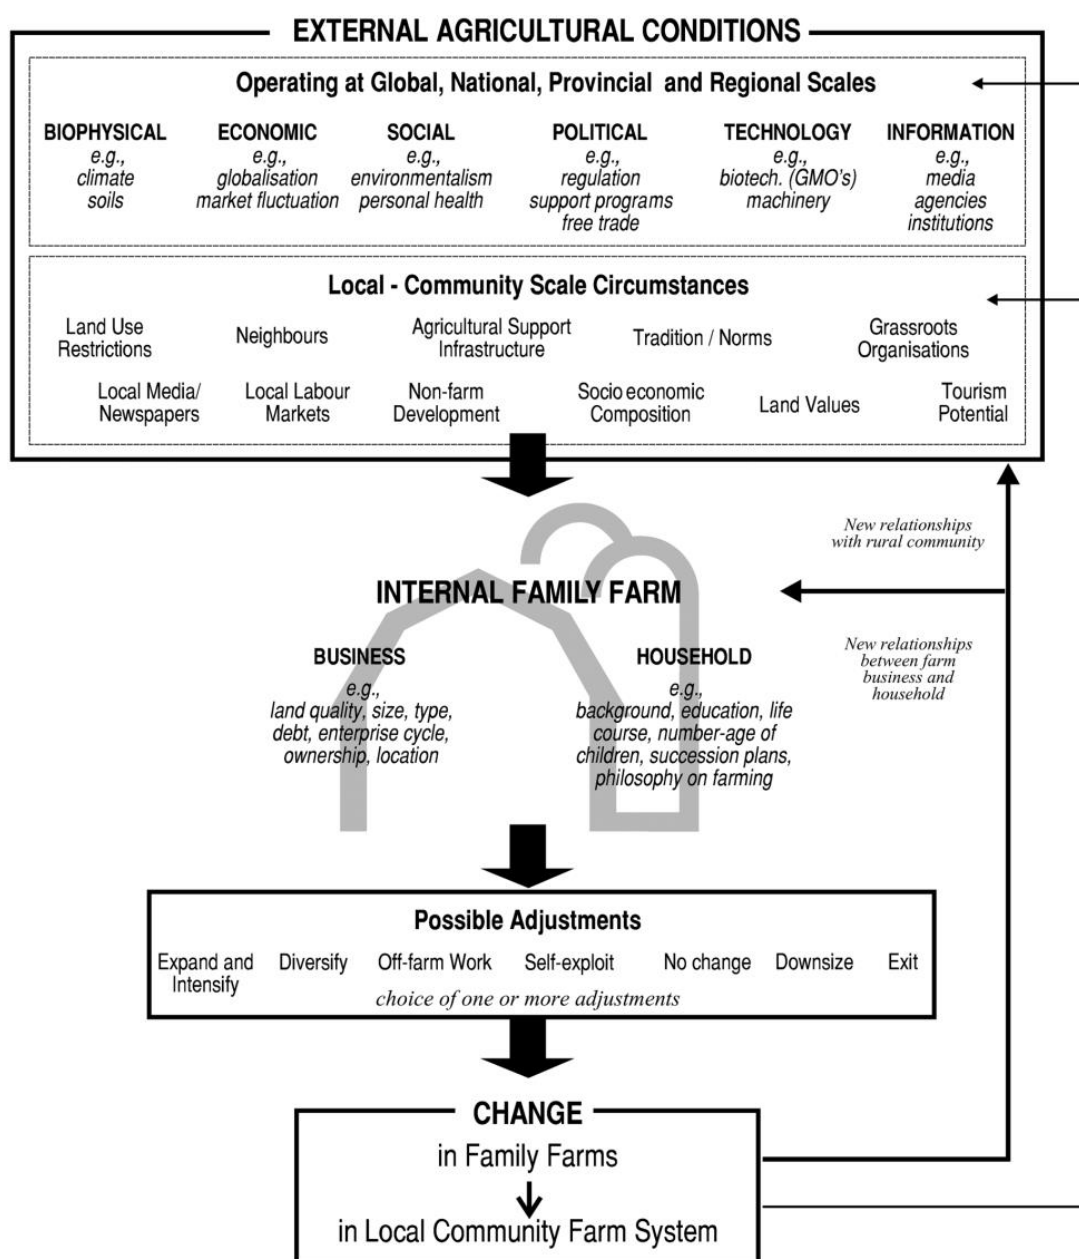 EXTERNAL AGRICULTURAL CONDITIONS
Operating at Global, National, Provincial and Regional Scales
BIOPHYSICAL
e.g.,
climate
soils
ECONOMIC
e.g.,
globalisation
market fluctuation
SOCIAL
e.g.,
environmentalism
personal health
POLITICAL
e.g.,
regulation
support programs
free trade
TECHNOLOGY
e.g.,
biotech. (GMO's)
machinery
INFORMATION
e.g.,
media
agencies
institutions
Local - Community Scale Circumstances
Land Use
Restrictions
Neighbours
Agricultural Support
Infrastructure
Tradition / Norms
Grassroots
Organisations
Local Media/
Newspapers
Local Labour
Markets
Non-farm
Development
Socio economic
Composition
Land Values
Tourism
Potential
New relationships
with rural community
INTERNAL FAMILY FARM
BUSINESS
e.g.,
land quality, size, type,
debt, enterprise cycle,
ownership, location
HOUSEHOLD
e.g.,
background, education, life
course, number-age of
children, succession plans,
philosophy on farming
New relationships
between farm
business and
household
Possible Adjustments
Expand and
Intensify
Diversify
Off-farm Work
Self-exploit
No change
Downsize
Exit
choice of one or more adjustments
CHANGE
in Family Farms
in Local Community Farm System